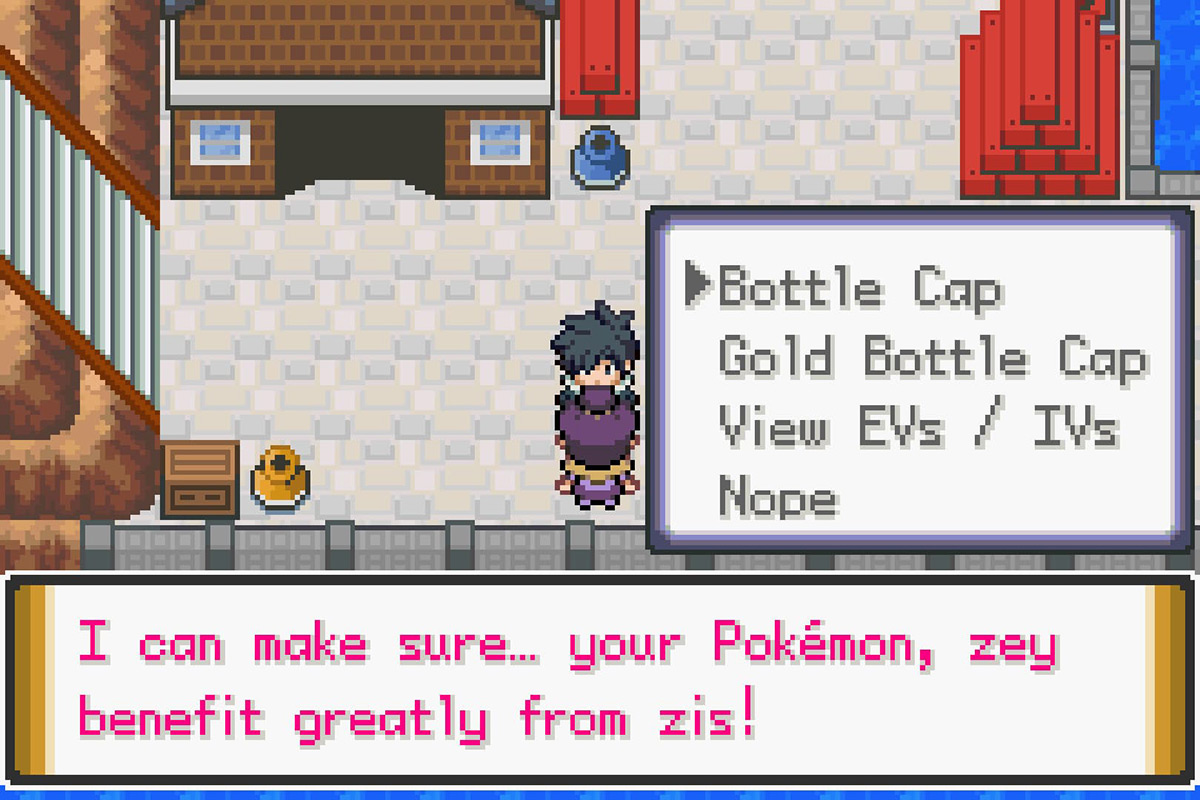 Bottle Cap
Gold Bottle Cap
View EVs / IVs
Nope
I can make sure… your Pokémon, zey
benefit greatly from zis!